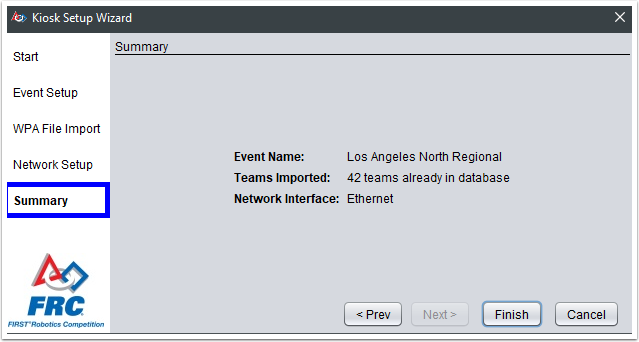 Kiosk Setup Wizard
Start
Event Setup
WPA File Import
Network Setup
Summary
Summary
Event Name: Los Angeles North Regional
Teams Imported: 42 teams already in database
Network Interface: Ethernet
FRC
FIRST® Robotics Competition
< Prev Next > Finish Cancel